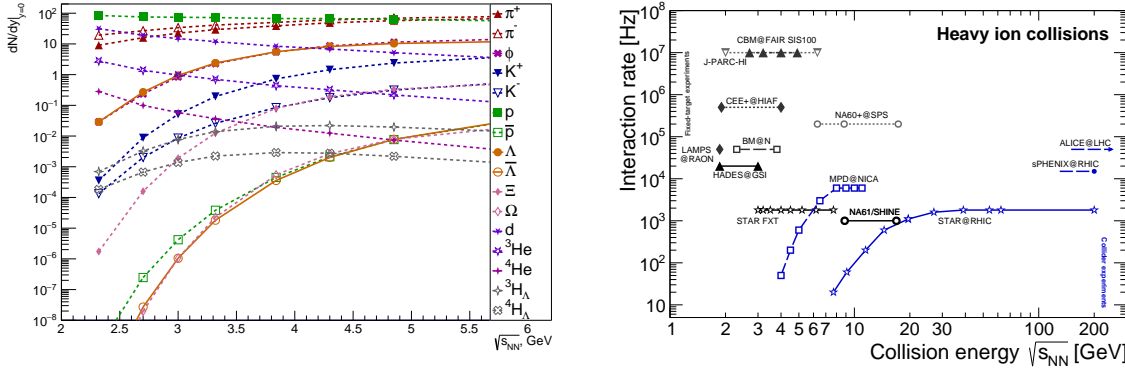 dN/dy|y=0
10²
10
1
10⁻¹
10⁻²
10⁻³
10⁻⁴
10⁻⁵
10⁻⁶
10⁻⁷
10⁻⁸
2 2.5 3 3.5 4 4.5 5 5.5 6
√sNN, GeV
π⁺
π⁻
ϕ
K⁺
K⁻
p
p̅
Λ
Λ̅
Ξ⁻
Ω⁻
d
³He
⁴He
³HΛ
⁴HΛ
Interaction rate [Hz]
10⁷
10⁶
10⁵
10⁴
10³
10²
10
Heavy ion collisions
Fixed-target experiments
CBM@FAIR SIS100
J-PARC-HI
CEE+@HIAF
NA60+@SPS
LAMPS
@RAON
BM@N
HADES@GSI
ALICE@LHC
sPHENIX@RHIC
MPD@NICA
STAR FXT
NA61/SHINE
STAR@RHIC
Collider experiments
1 2 3 4 5 6 7 10 20 30 100 200
Collision energy √sNN [GeV]